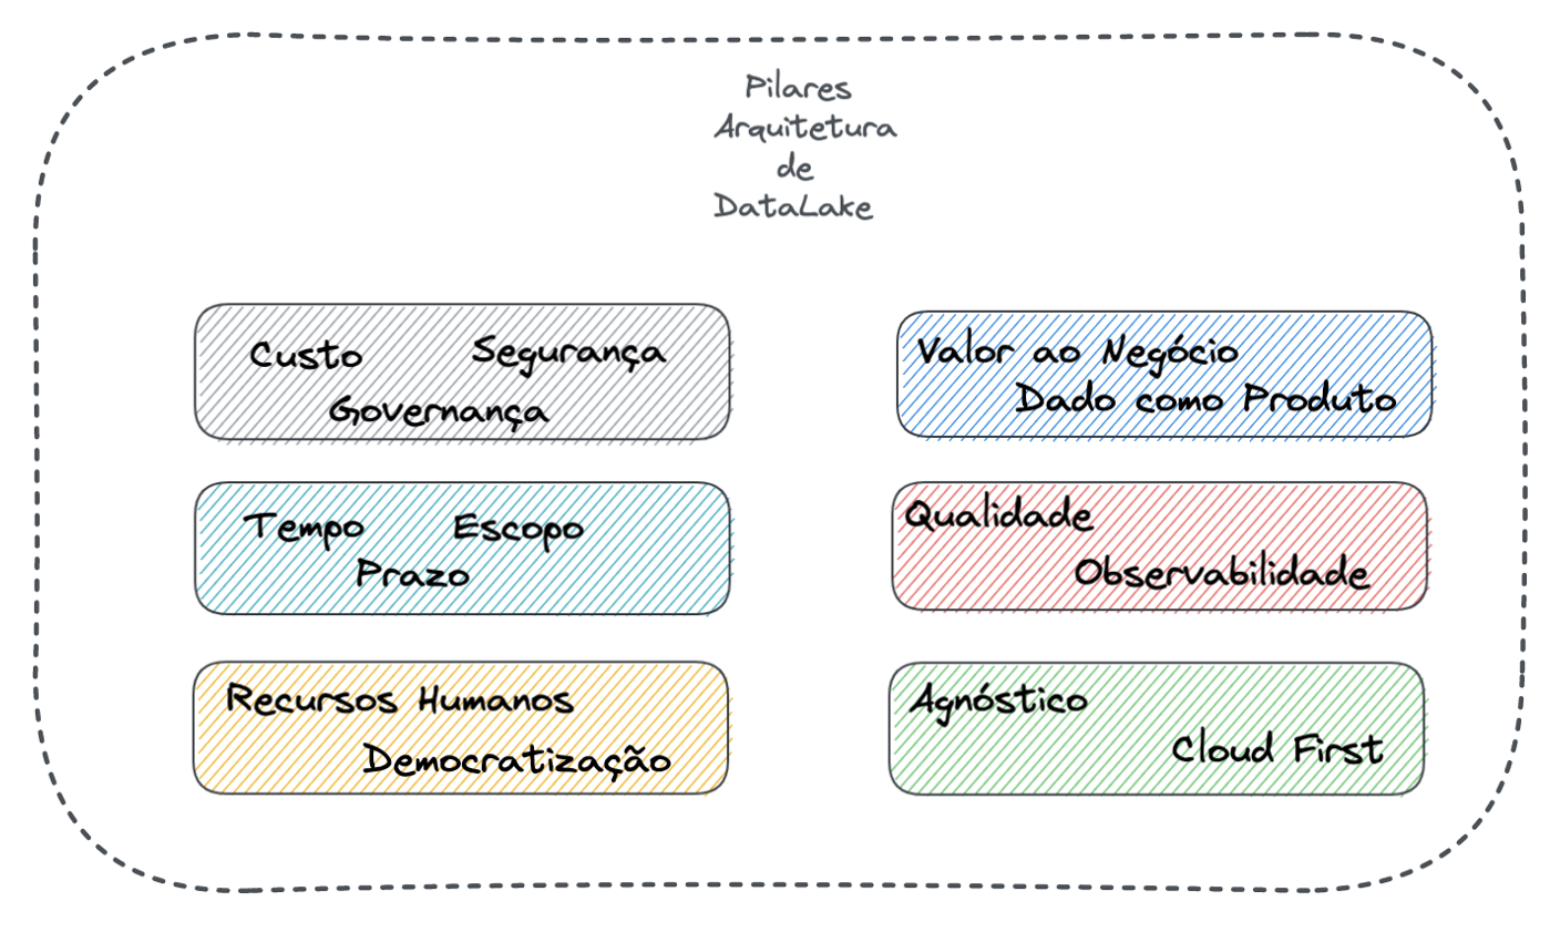 Pilares
Arquitetura
de
DataLake
Custo Segurança
Governança
Valor ao Negócio
Dado como Produto
Tempo Escopo
Prazo
Qualidade
Observabilidade
Recursos Humanos
Democratização
Agnóstico
Cloud First